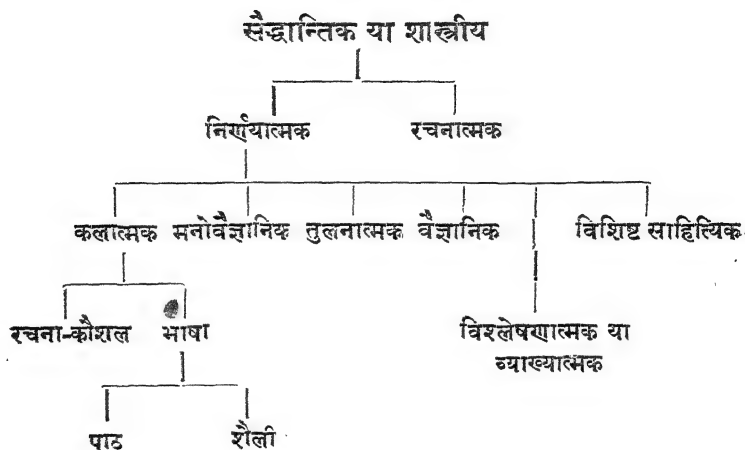 सैद्धान्तिक या शास्त्रीय
निर्णयात्मक रचनात्मक
कलात्मक मनोवैज्ञानिक तुलनात्मक वैज्ञानिक विशिष्ट साहित्यिक
रचना-कौशल भाषा विश्लेषणात्मक या
व्याख्यात्मक
पाठ शैली